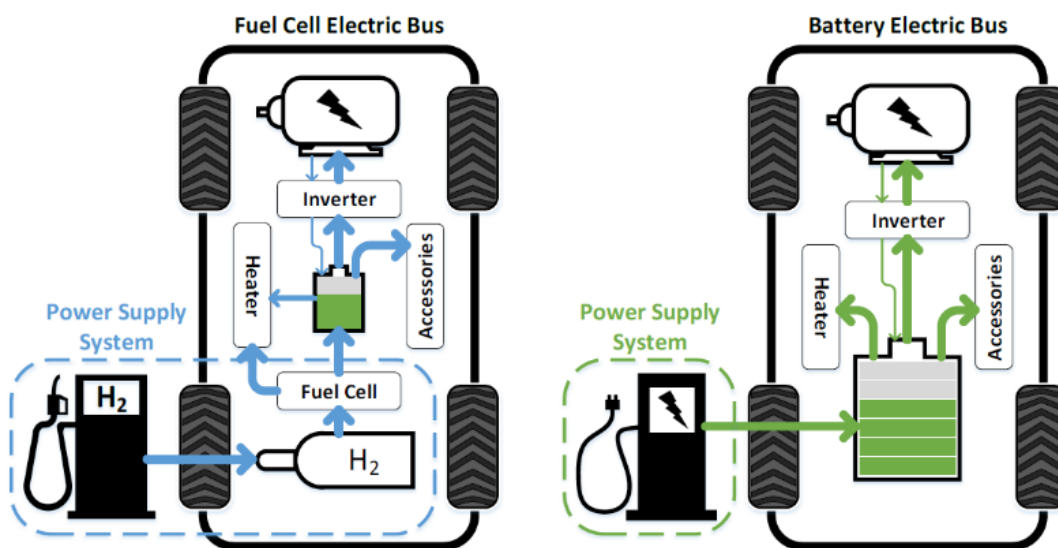 Fuel Cell Electric Bus
Inverter
Heater
Accessories
Power Supply
System
H₂
Fuel Cell
H₂
Battery Electric Bus
Inverter
Heater
Accessories
Power Supply
System